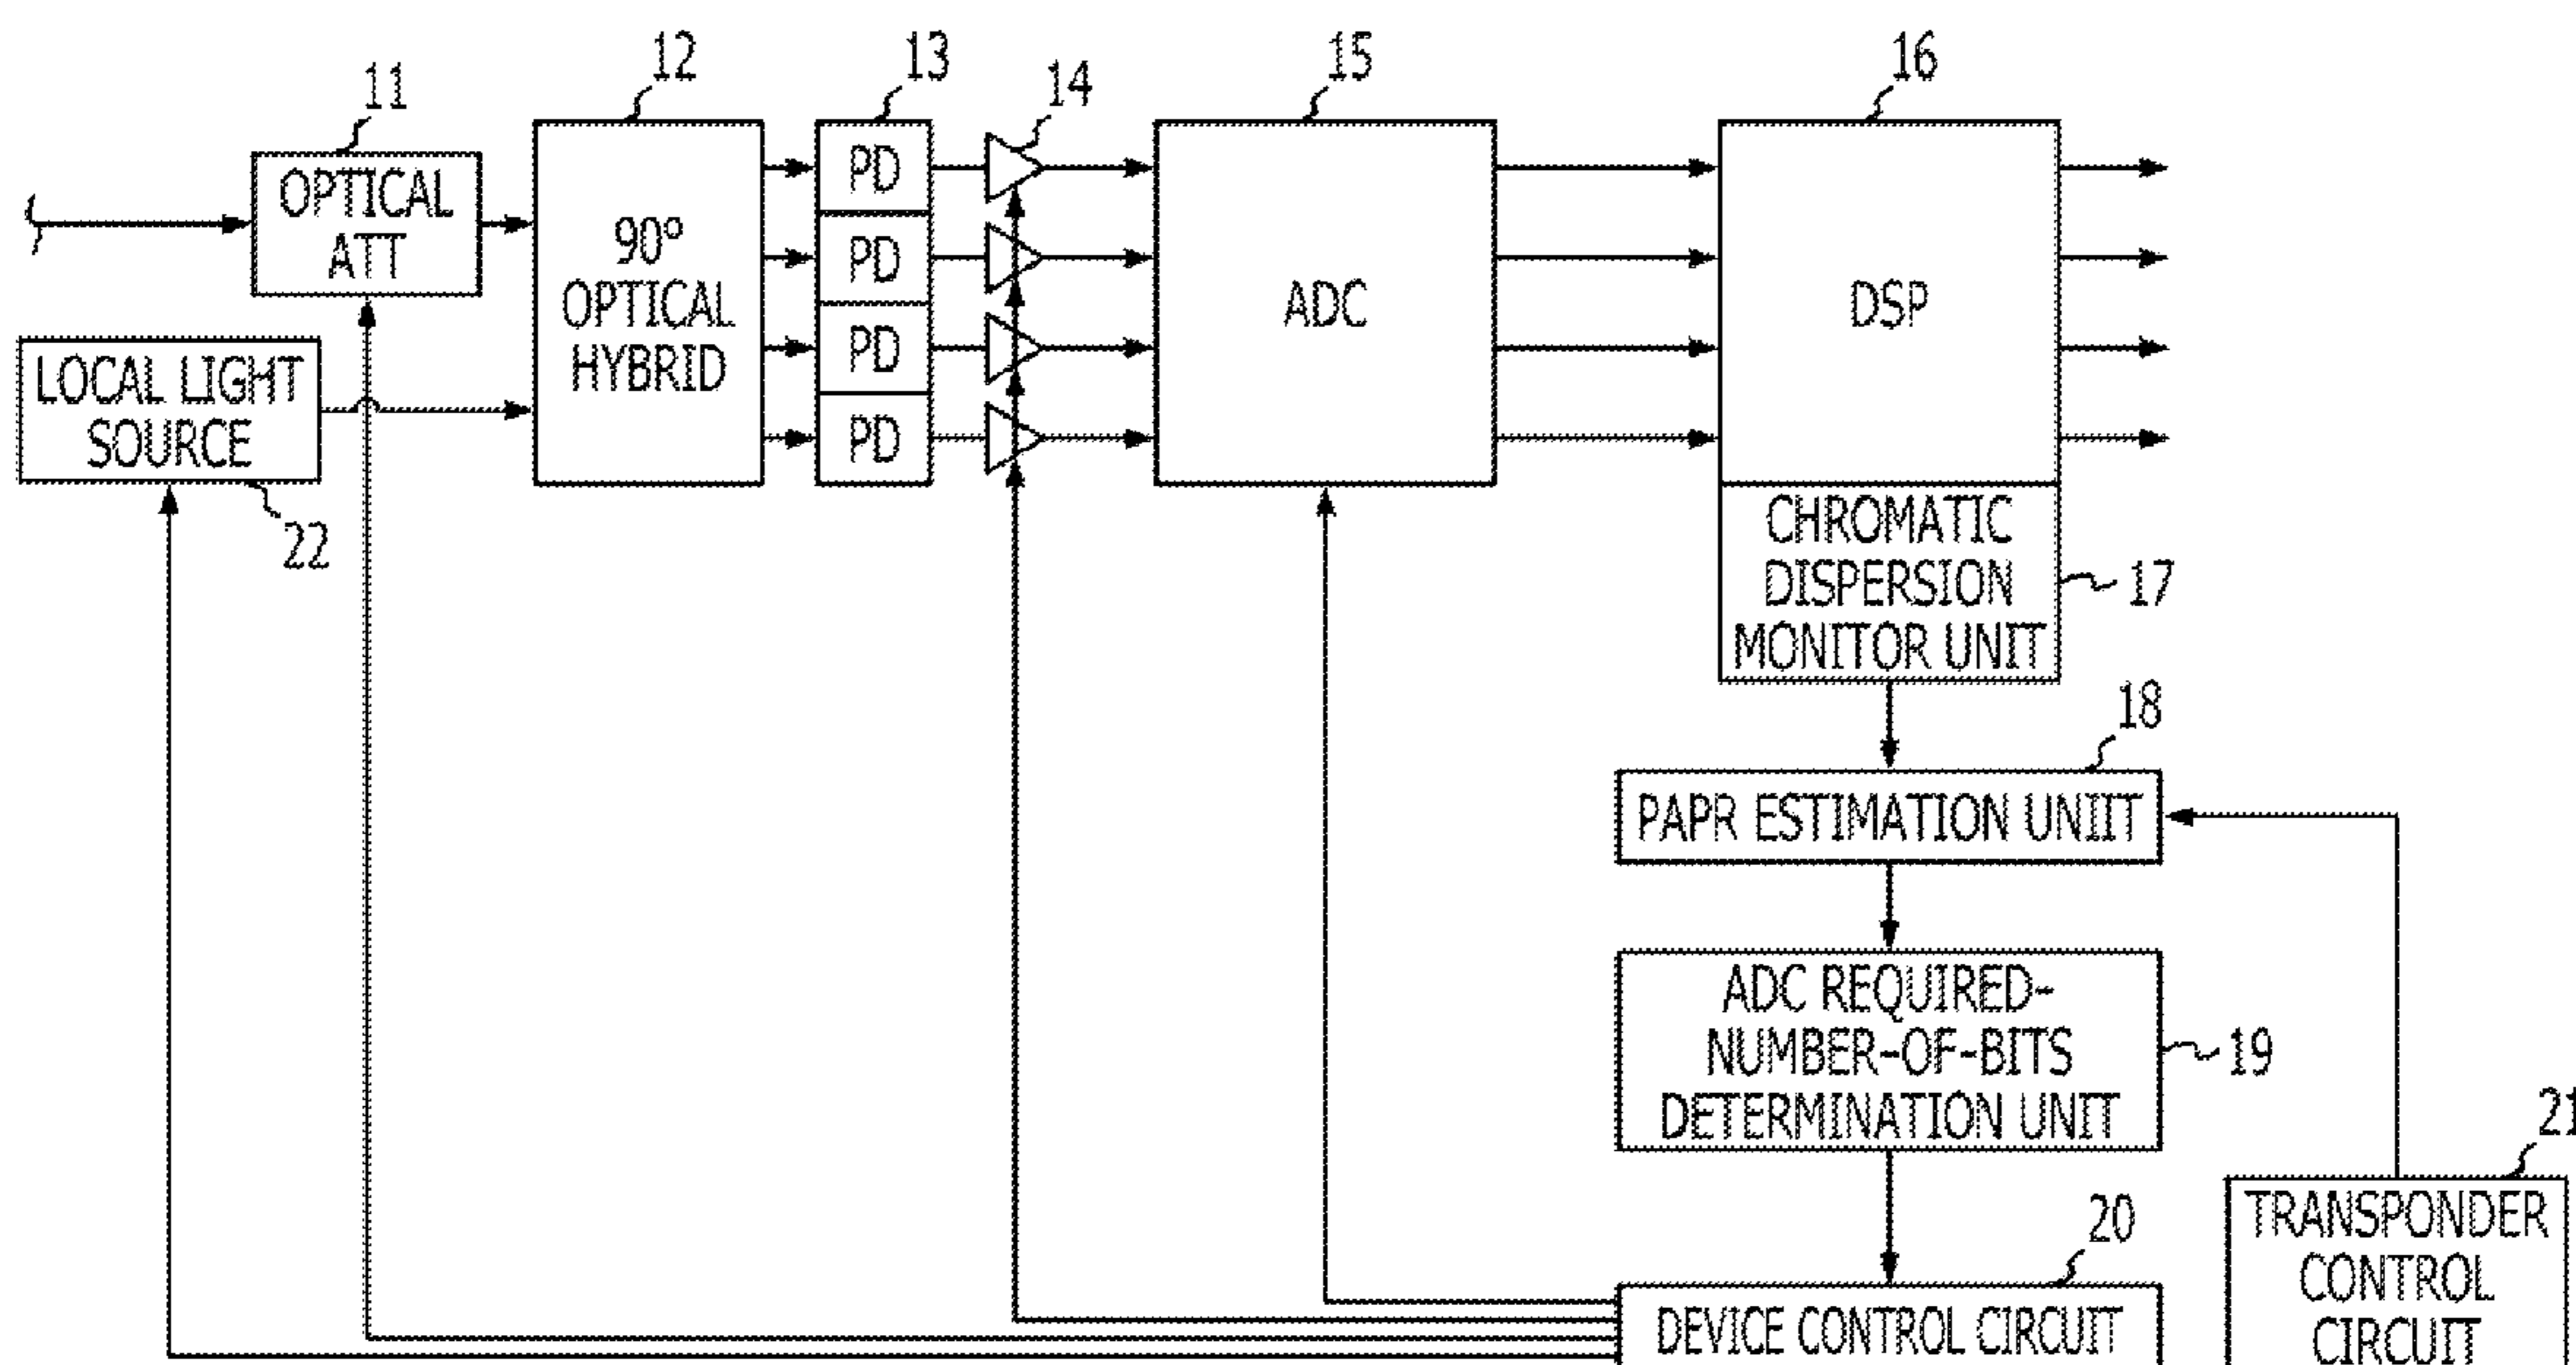 11
12
13
14
15
16
OPTICAL
ATT
90°
OPTICAL
HYBRID
PD
PD
PD
PD
ADC
DSP
LOCAL LIGHT
SOURCE
22
CHROMATIC
DISPERSION
MONITOR UNIT
17
18
PAPR ESTIMATION UNIIT
ADC REQUIRED-
NUMBER-OF-BITS
DETERMINATION UNIT
19
20
DEVICE CONTROL CIRCUIT
21
TRANSPONDER
CONTROL
CIRCUIT